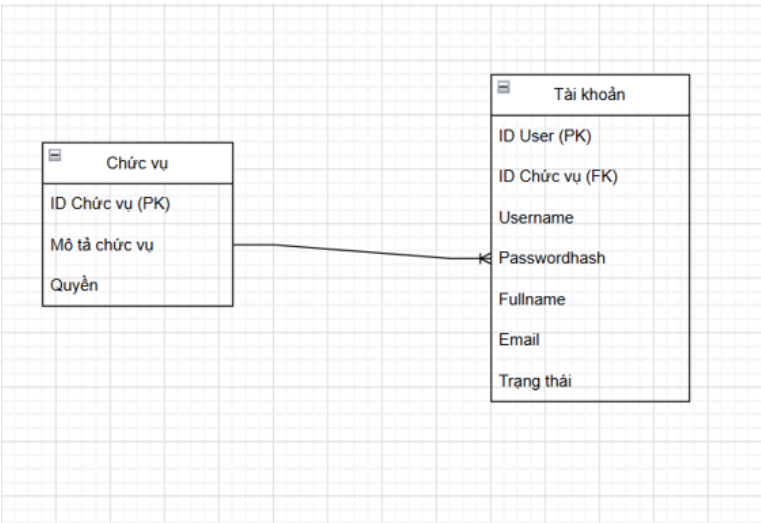 Chức vụ
ID Chức vụ (PK)
Mô tả chức vụ
Quyền
Tài khoản
ID User (PK)
ID Chức vụ (FK)
Username
Passwordhash
Fullname
Email
Trạng thái